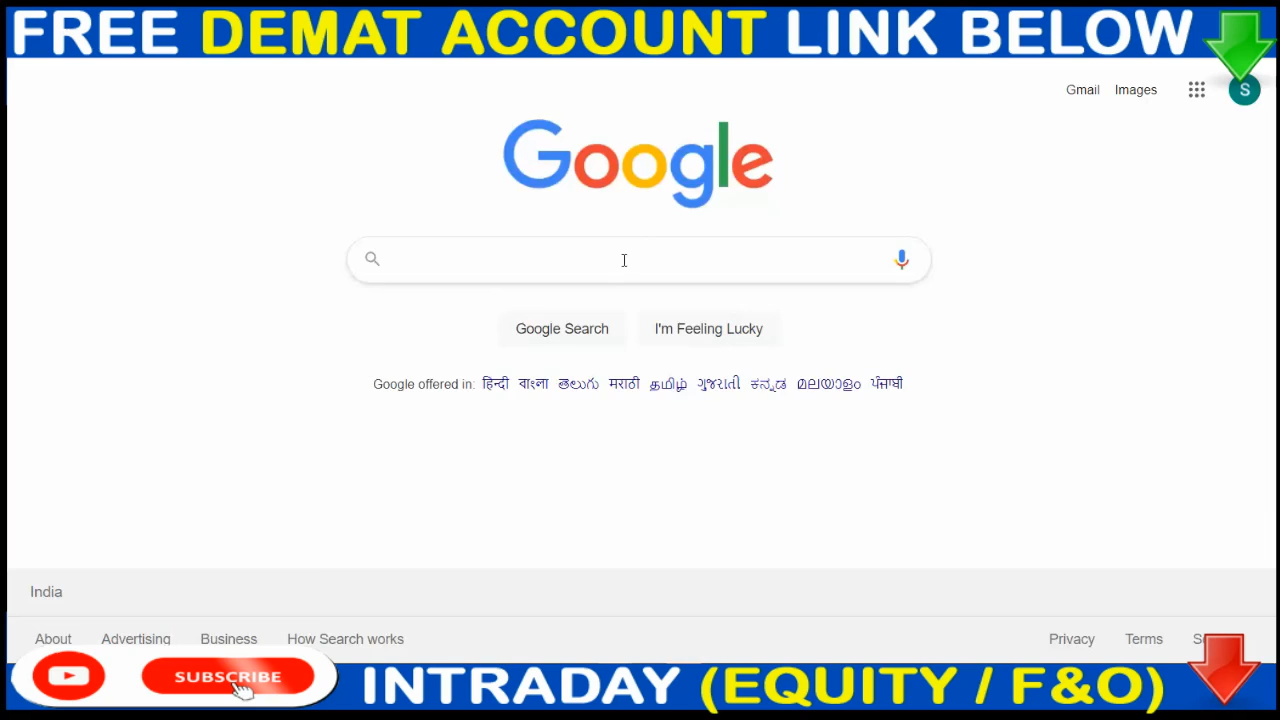 FREE DEMAT ACCOUNT LINK BELOW
Gmail Images S
Google
Google Search I'm Feeling Lucky
Google offered in: हिन्दी বাংলা తెలుగు मराठी தமிழ் ગુજરાતી ಕನ್ನಡ മലയാളം ਪੰਜਾਬੀ
India
About Advertising Business How Search works Privacy Terms
SUBSCRIBE
INTRADAY (EQUITY / F&O)